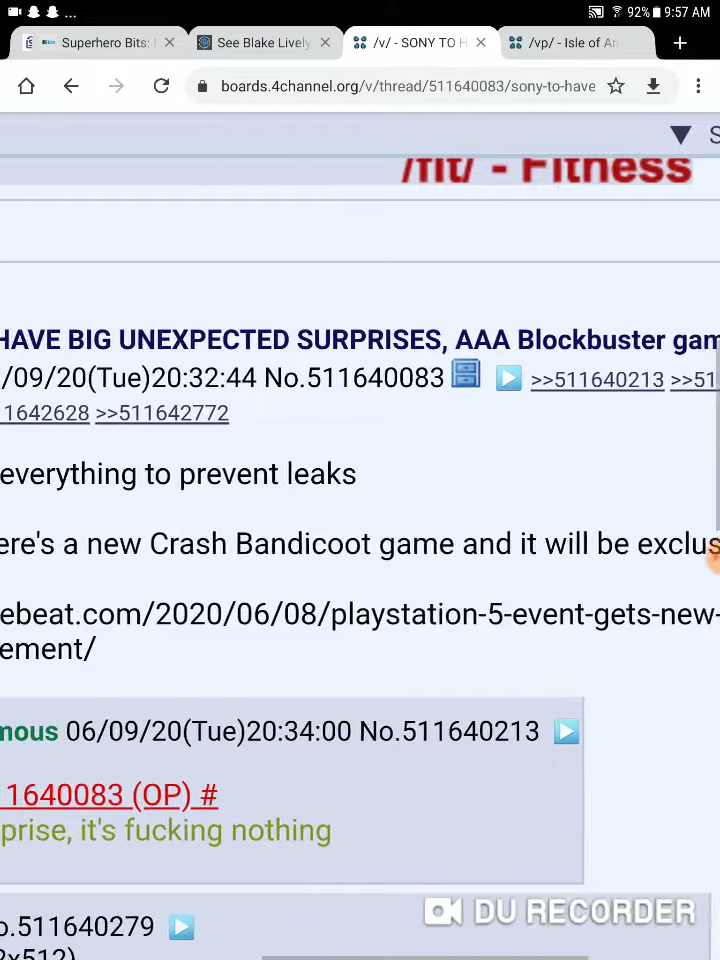 ... 92% 9:57 AM
Superhero Bits: See Blake Lively /v/ - SONY TO H /vp/ - Isle of Ar
boards.4channel.org/v/thread/511640083/sony-to-have
▼ S
/fit/ - Fitness
HAVE BIG UNEXPECTED SURPRISES, AAA Blockbuster gam
/09/20(Tue)20:32:44 No.511640083 >>511640213 >>51
1642628 >>511642772
everything to prevent leaks
ere's a new Crash Bandicoot game and it will be exclus
ebeat.com/2020/06/08/playstation-5-event-gets-new-
ement/
mous 06/09/20(Tue)20:34:00 No.511640213
1640083 (OP) #
prise, it's fucking nothing
DU RECORDER
o.511640279
2x512)